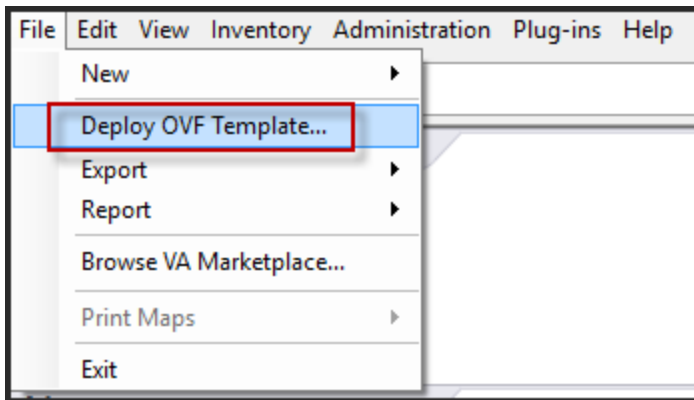 File Edit View Inventory Administration Plug-ins Help
New
Deploy OVF Template...
Export
Report
Browse VA Marketplace...
Print Maps
Exit